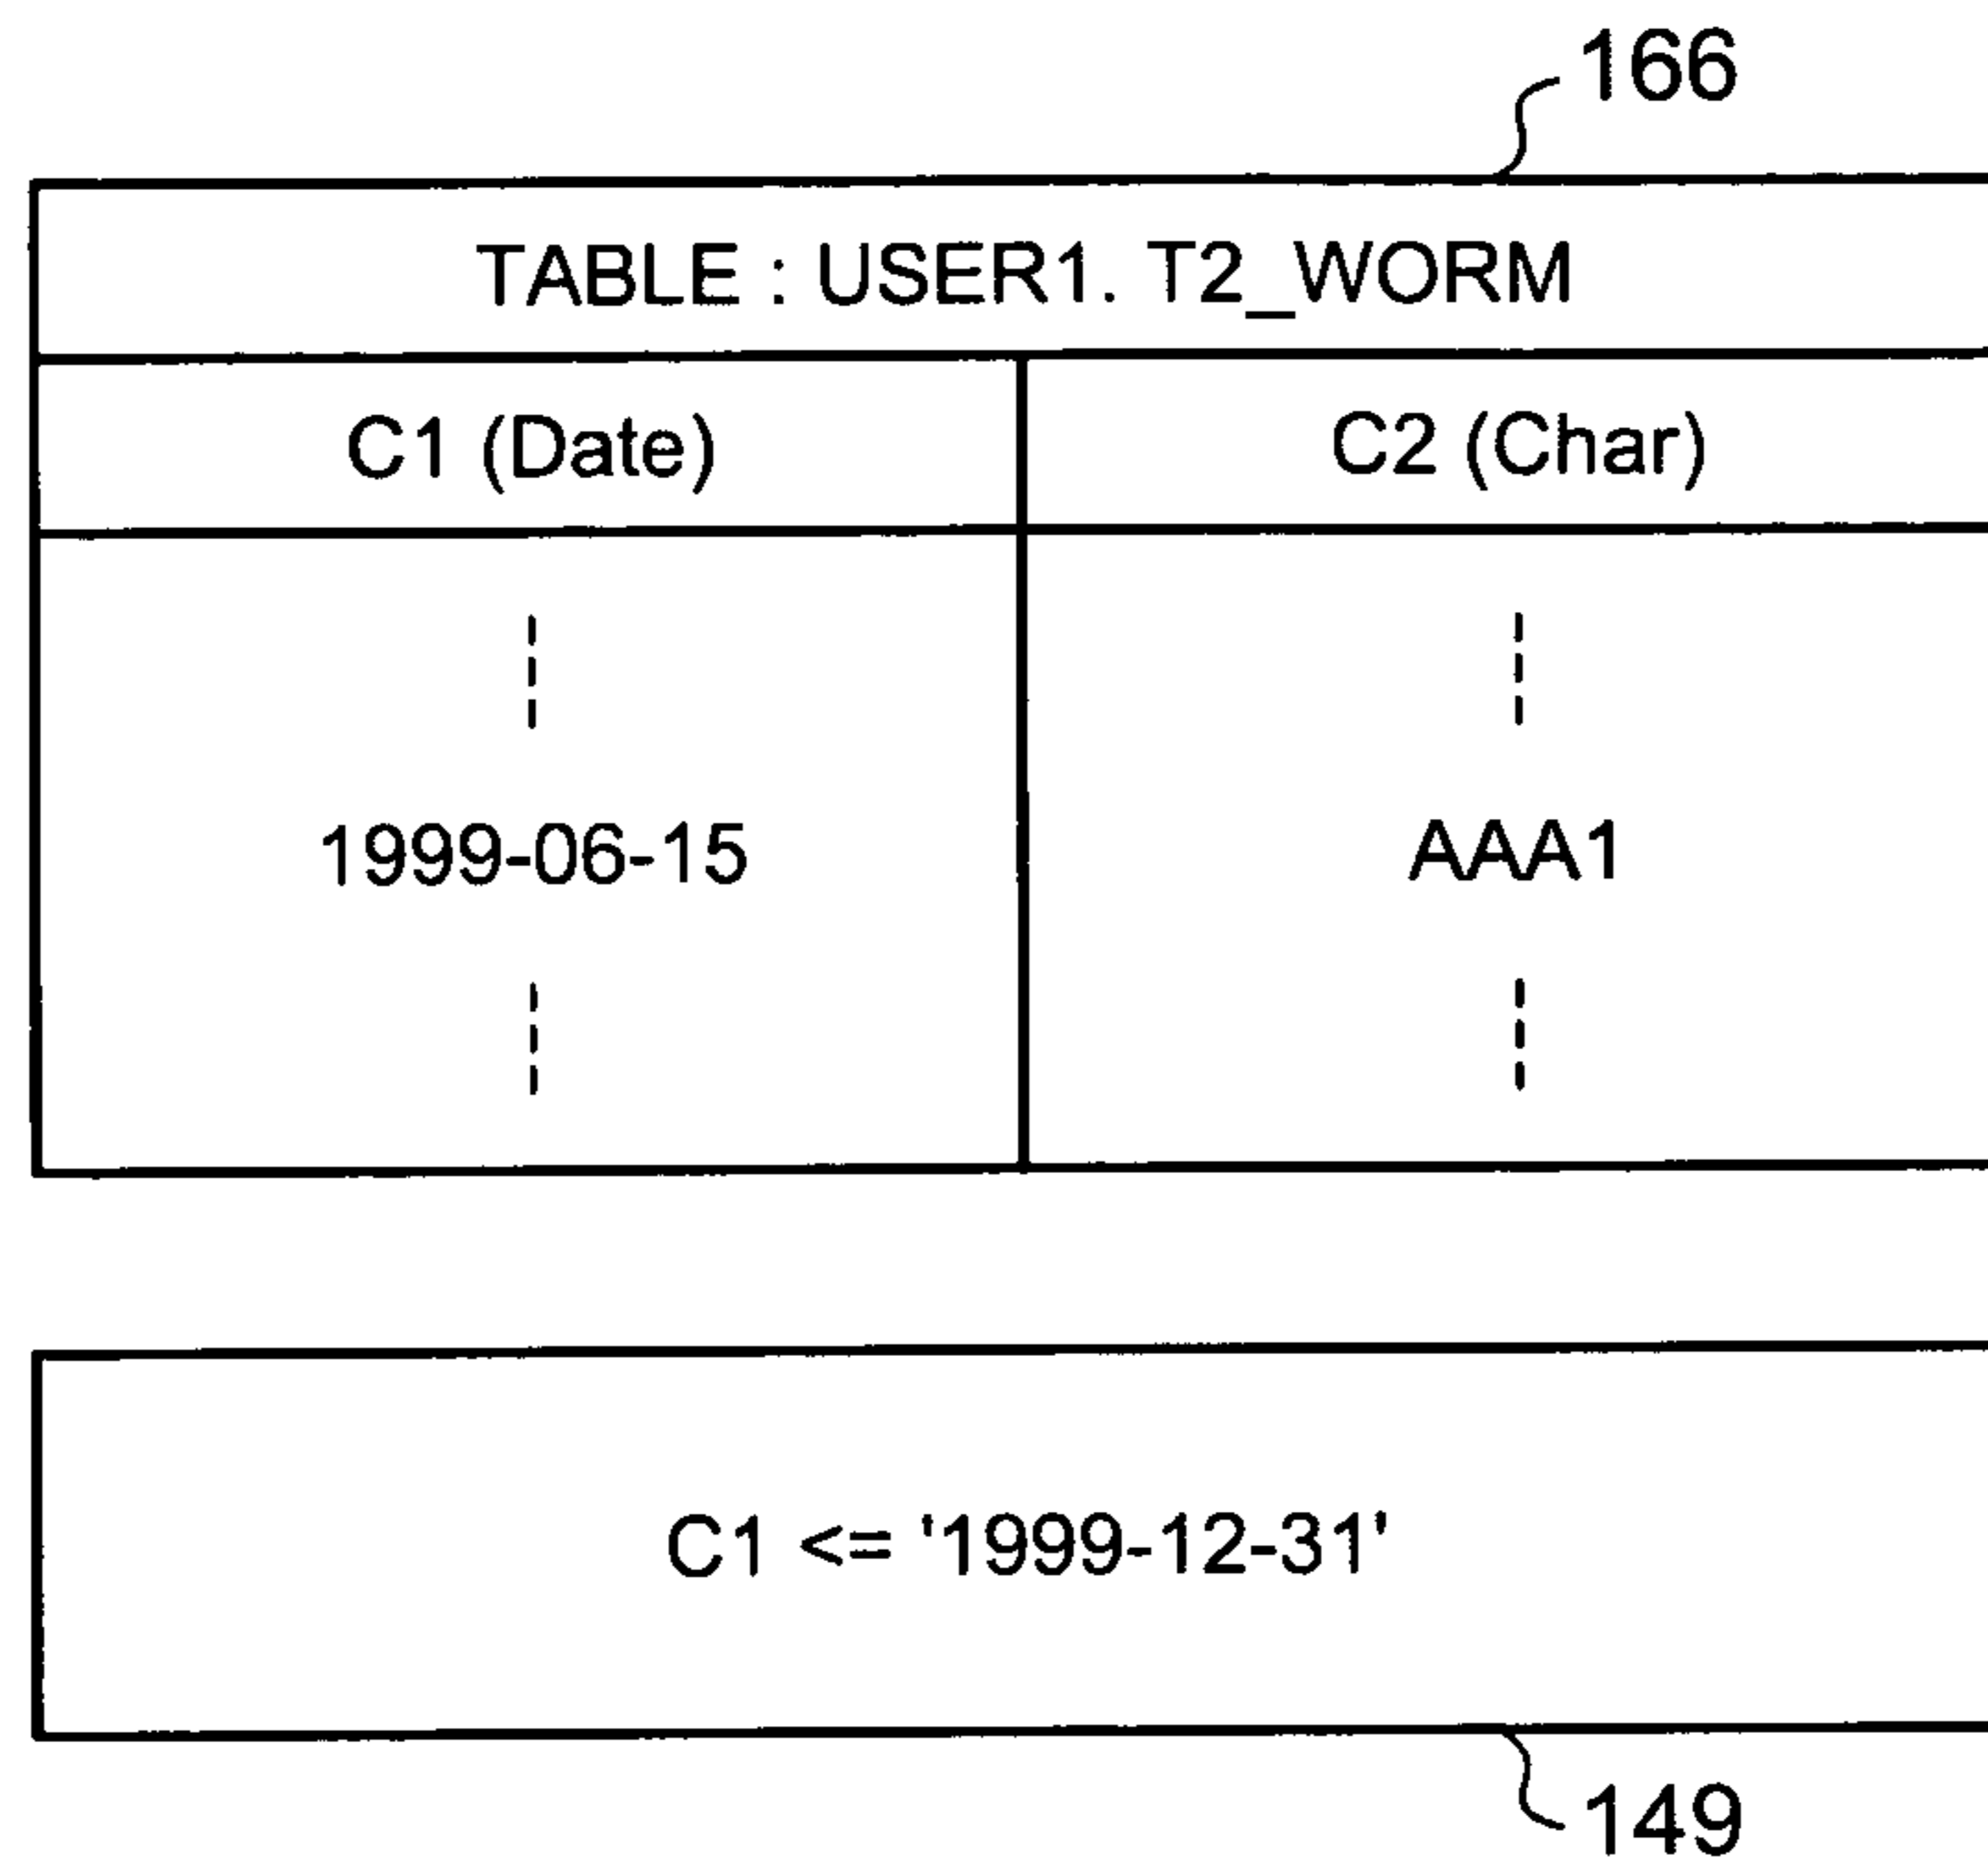 166
TABLE : USER1. T2_WORM
C1 (Date) C2 (Char)
1999-06-15 AAA1
C1 <= '1999-12-31'
149